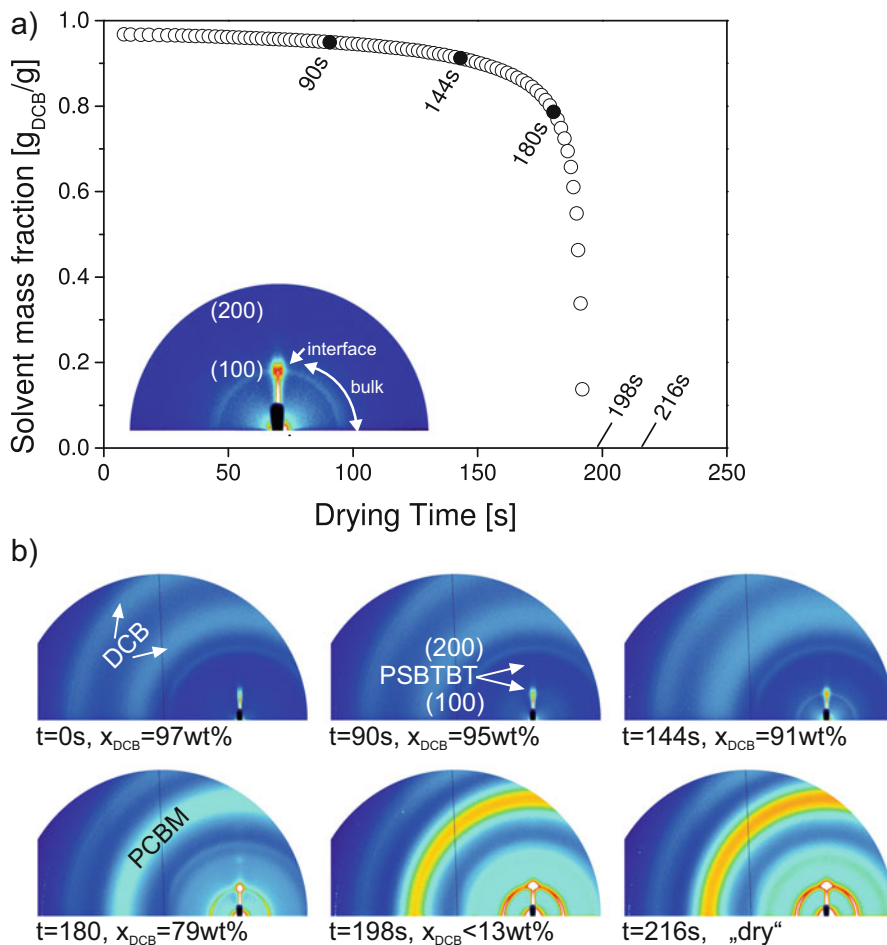 a)
Solvent mass fraction [g_DCB/g]
1.0
0.8
0.6
0.4
0.2
0.0
90s
144s
180s
(200)
(100)
interface
bulk
198s
216s
0
50
100
150
200
250
Drying Time [s]
b)
DCB
t=0s, x_DCB=97wt%
(200)
PSBTBT
(100)
t=90s, x_DCB=95wt%
t=144s, x_DCB=91wt%
PCBM
t=180, x_DCB=79wt%
t=198s, x_DCB<13wt%
t=216s, „dry“